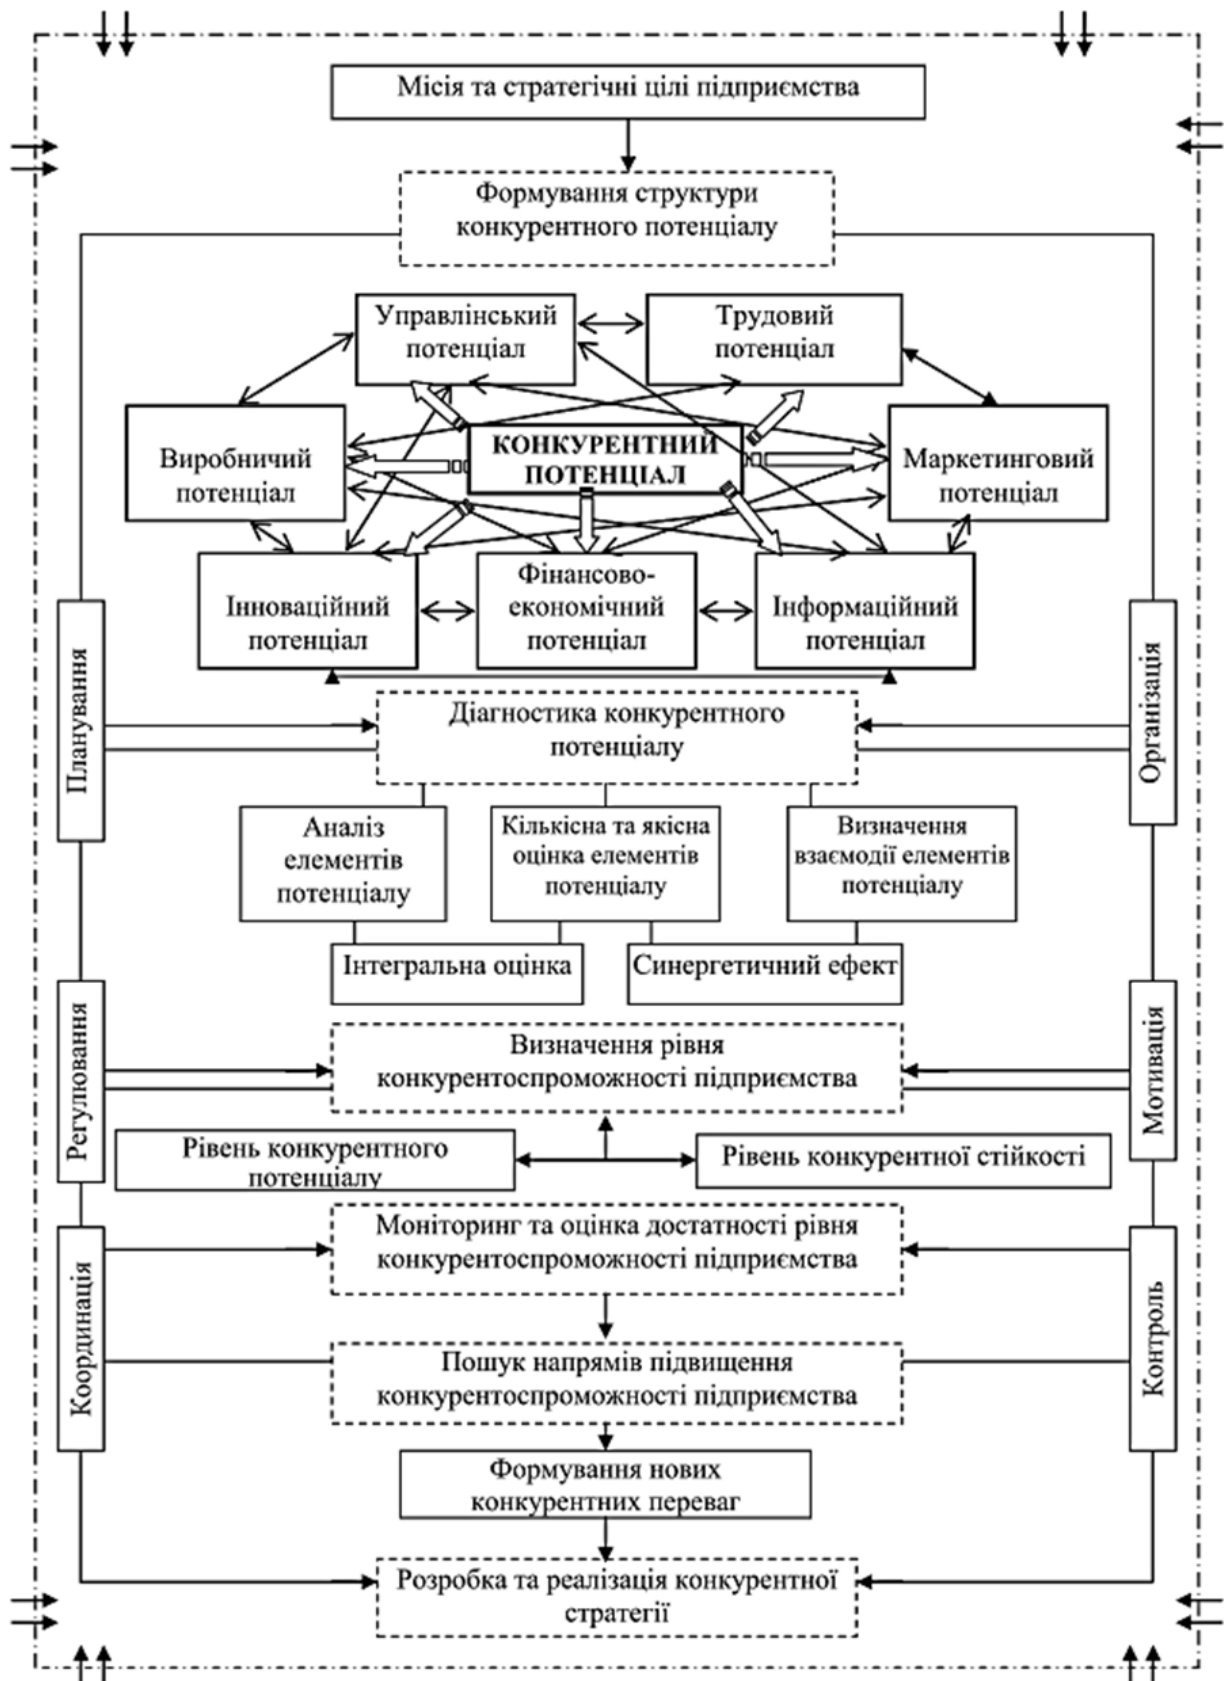 Місія та стратегічні цілі підприємства
Формування структури
конкурентного потенціалу
Управлінський
потенціал
Трудовий
потенціал
Виробничий
потенціал
КОНКУРЕНТНИЙ
ПОТЕНЦІАЛ
Маркетинговий
потенціал
Інноваційний
потенціал
Фінансово-
економічний
потенціал
Інформаційний
потенціал
Планування
Організація
Діагностика конкурентного
потенціалу
Аналіз
елементів
потенціалу
Кількісна та якісна
оцінка елементів
потенціалу
Визначення
взаємодії елементів
потенціалу
Інтегральна оцінка
Синергетичний ефект
Регулювання
Мотивація
Визначення рівня
конкурентоспроможності підприємства
Рівень конкурентного
потенціалу
Рівень конкурентної стійкості
Координація
Контроль
Моніторинг та оцінка достатності рівня
конкурентоспроможності підприємства
Пошук напрямів підвищення
конкурентоспроможності підприємства
Формування нових
конкурентних переваг
Розробка та реалізація конкурентної
стратегії